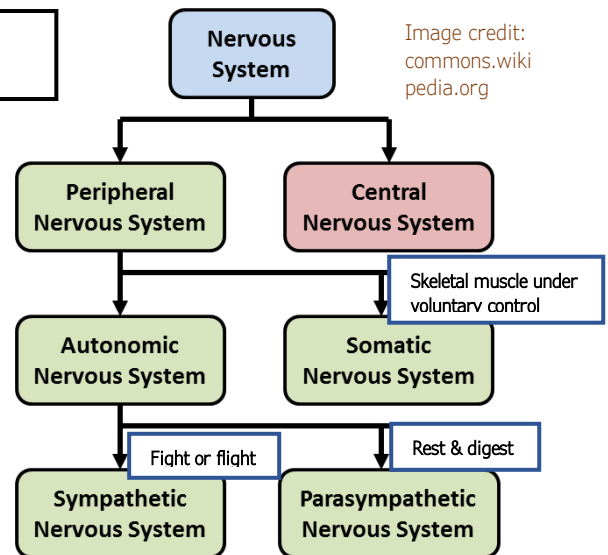 Nervous
System
Image credit:
commons.wiki
pedia.org
Peripheral
Nervous System
Central
Nervous System
Skeletal muscle under
voluntary control
Autonomic
Nervous System
Somatic
Nervous System
Fight or flight
Rest & digest
Sympathetic
Nervous System
Parasympathetic
Nervous System